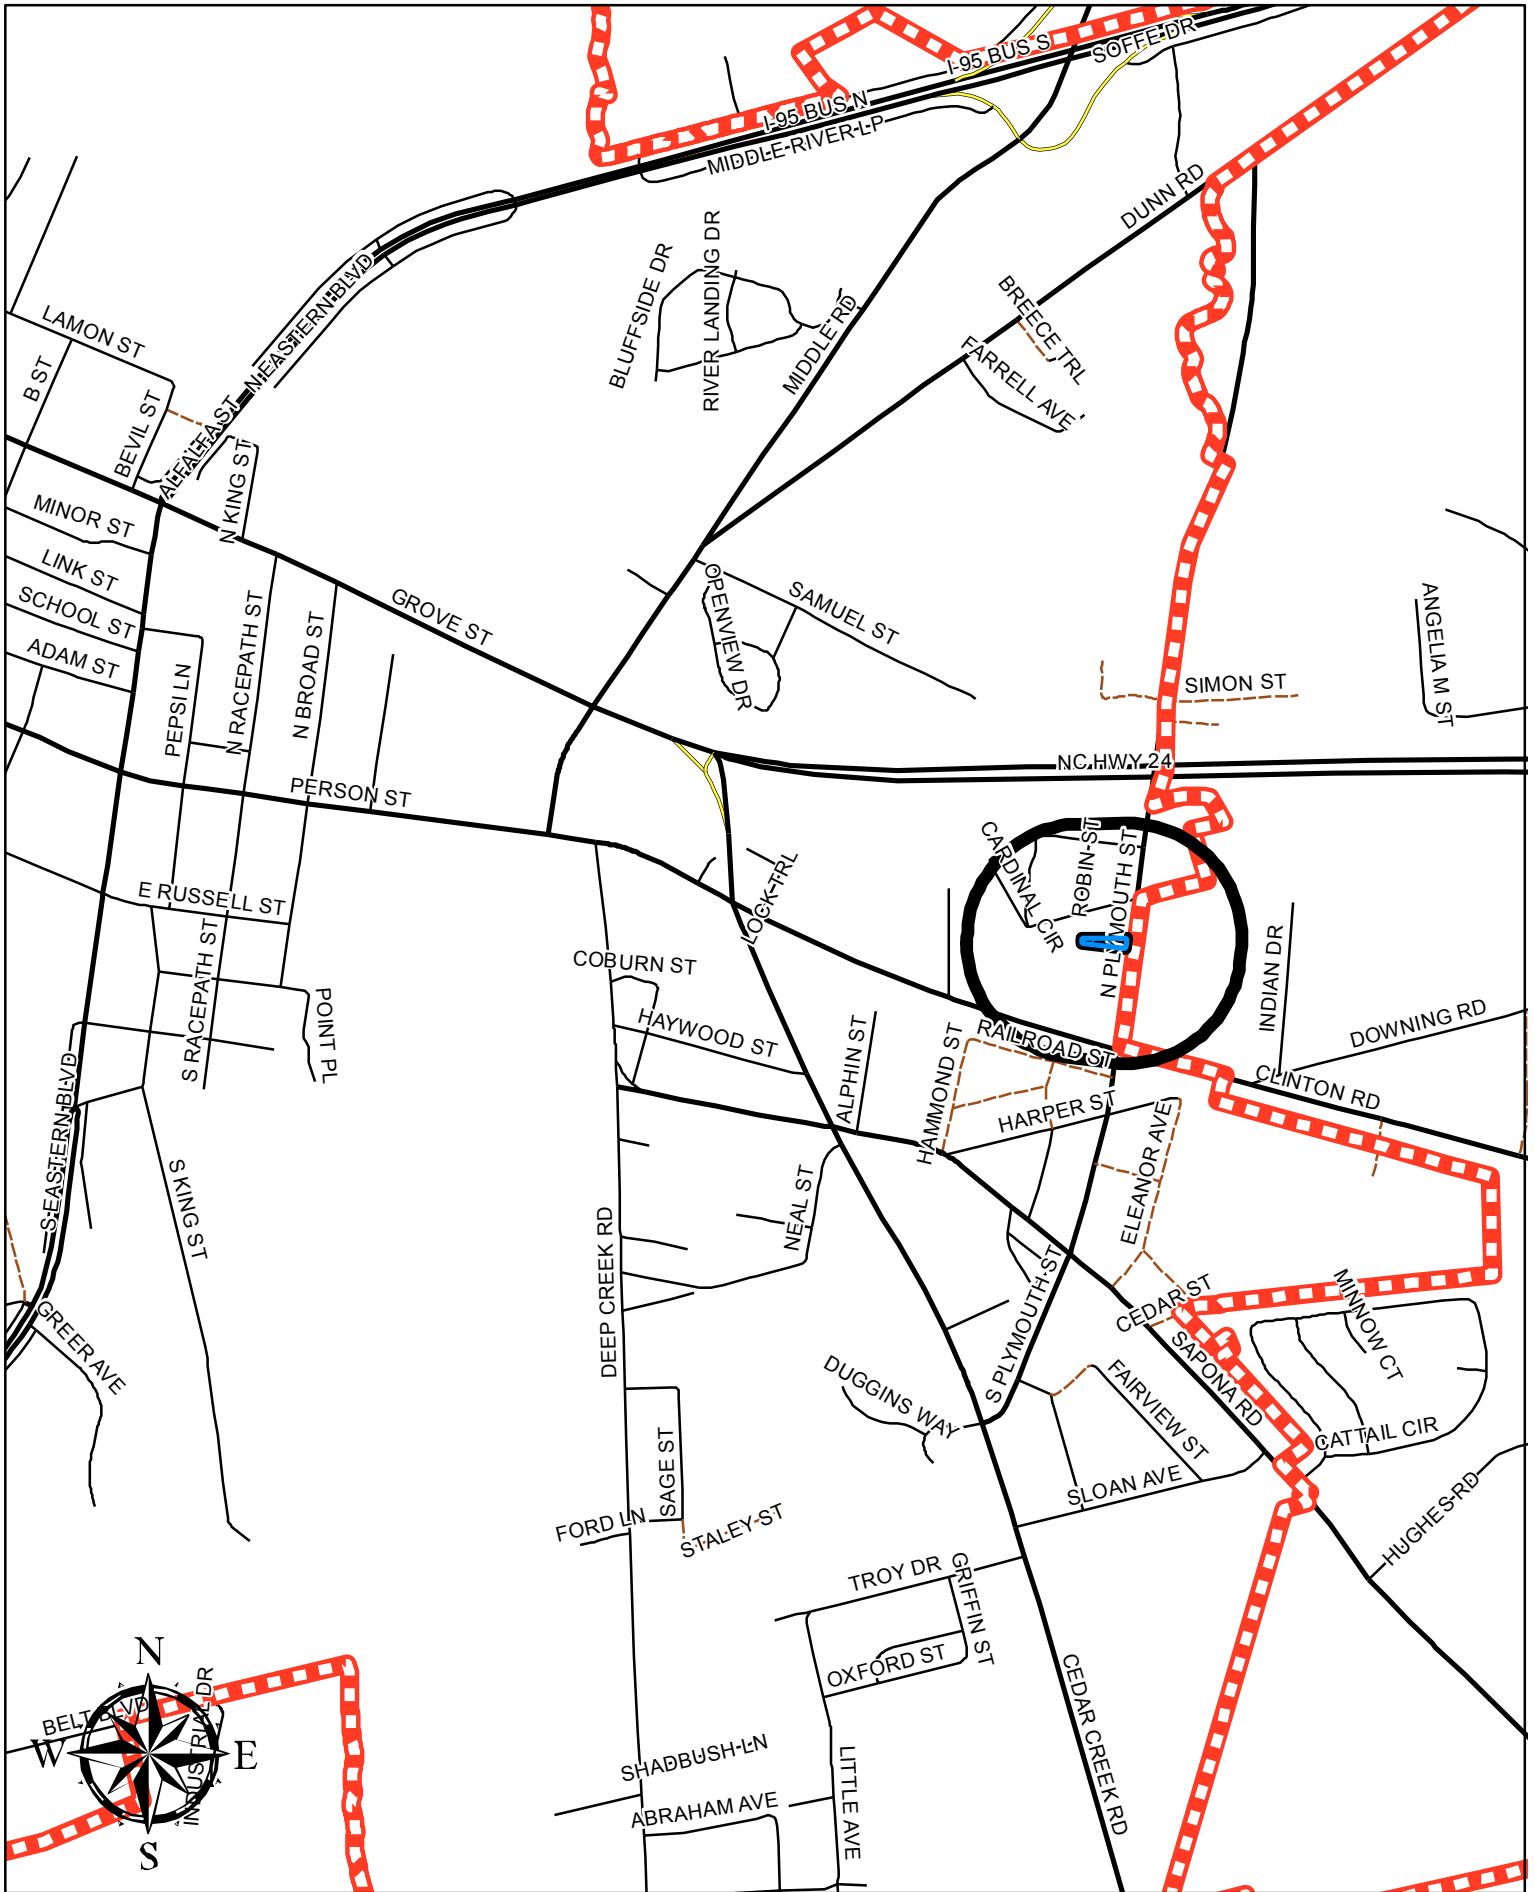 I-95 BUS S
SOFFE DR
I-95 BUS N
MIDDLE RIVER LP
DUNN RD
BLUFFSIDE DR
RIVER LANDING DR
N EASTERN BLVD
MIDDLE RD
BREECE TRL
FARRELL AVE
LAMON ST
B ST
BEVIL ST
ALFALFA ST
N KING ST
MINOR ST
LINK ST
SCHOOL ST
ADAM ST
PEPSI LN
N RACEPATH ST
N BROAD ST
GROVE ST
OPENVIEW DR
SAMUEL ST
SIMON ST
ANGELIA M ST
NC HWY 24
PERSON ST
CARDINAL CIR
ROBIN ST
N PLYMOUTH ST
LOCK TRL
E RUSSELL ST
S RACEPATH ST
COBURN ST
HAYWOOD ST
POINT PL
ALPHIN ST
HAMMOND ST
RAILROAD ST
INDIAN DR
DOWNING RD
CLINTON RD
HARPER ST
ELEANOR AVE
S EASTERN BLVD
S KING ST
NEAL ST
DEEP CREEK RD
S PLYMOUTH ST
CEDAR ST
MINNOW CT
SAPONA RD
GREER AVE
DUGGINS WAY
FAIRVIEW ST
CATTAIL CIR
SLOAN AVE
HUGHES RD
SAGE ST
FORD LN
STALEY ST
TROY DR
GRIFFIN ST
OXFORD ST
CEDAR CREEK RD
N
BELT BLVD
INDUSTRIAL DR
W
E
S
SHADBUSH LN
ABRAHAM AVE
LITTLE AVE